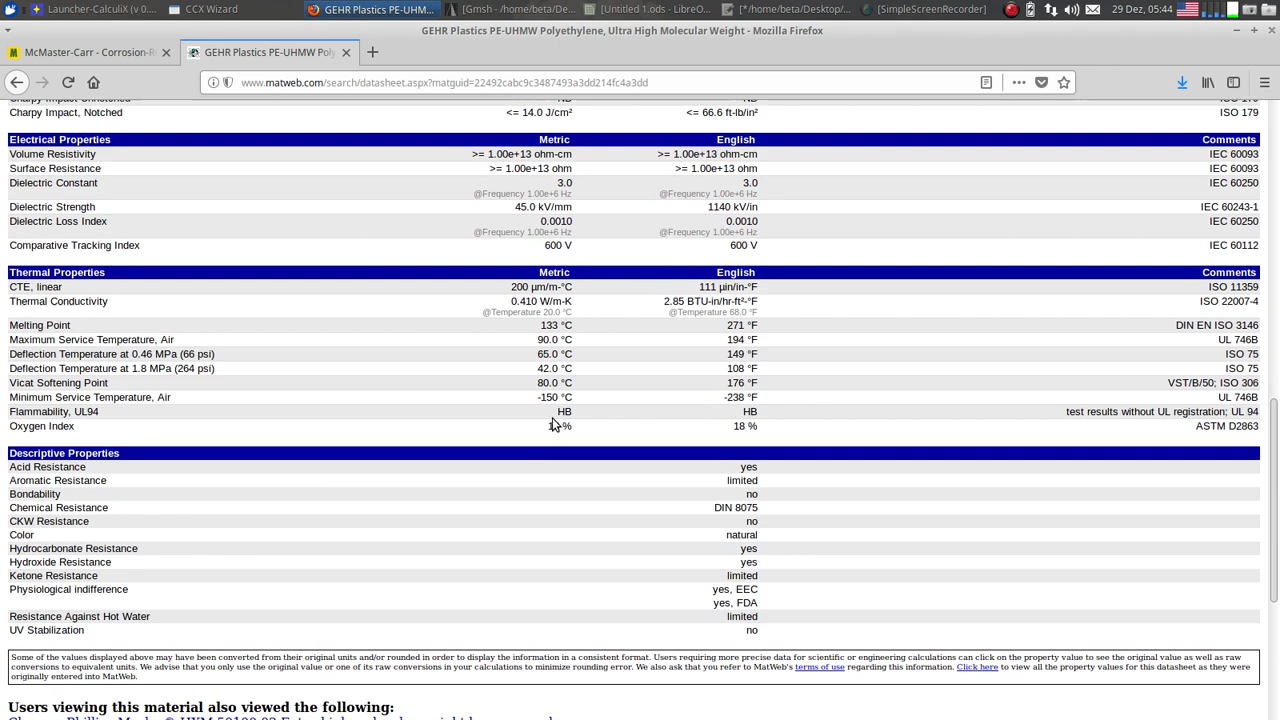 Launcher-CalculiX (v 0.... CCX Wizard GEHR Plastics PE-UHM... [Gmsh - /home/beta/De... [Untitled 1.ods - LibreO... [*/home/beta/Desktop/... [SimpleScreenRecorder] 29 Dez, 05:44
GEHR Plastics PE-UHMW Polyethylene, Ultra High Molecular Weight - Mozilla Firefox
McMaster-Carr - Corrosion-R GEHR Plastics PE-UHMW Poly
www.matweb.com/search/datasheet.aspx?matguid=22492cabc9c3487493a3dd214fc4a3dd
Charpy Impact, Notched <= 14.0 J/cm² <= 66.6 ft-lb/in² ISO 179
Electrical Properties Metric English Comments
Volume Resistivity >= 1.00e+13 ohm-cm >= 1.00e+13 ohm-cm IEC 60093
Surface Resistance >= 1.00e+13 ohm >= 1.00e+13 ohm IEC 60093
Dielectric Constant 3.0 3.0 IEC 60250
@Frequency 1.00e+6 Hz @Frequency 1.00e+6 Hz
Dielectric Strength 45.0 kV/mm 1140 kV/in IEC 60243-1
Dielectric Loss Index 0.0010 0.0010 IEC 60250
@Frequency 1.00e+6 Hz @Frequency 1.00e+6 Hz
Comparative Tracking Index 600 V 600 V IEC 60112
Thermal Properties Metric English Comments
CTE, linear 200 µm/m-°C 111 µin/in-°F ISO 11359
Thermal Conductivity 0.410 W/m-K 2.85 BTU-in/hr-ft²-°F ISO 22007-4
@Temperature 20.0 °C @Temperature 68.0 °F
Melting Point 133 °C 271 °F DIN EN ISO 3146
Maximum Service Temperature, Air 90.0 °C 194 °F UL 746B
Deflection Temperature at 0.46 MPa (66 psi) 65.0 °C 149 °F ISO 75
Deflection Temperature at 1.8 MPa (264 psi) 42.0 °C 108 °F ISO 75
Vicat Softening Point 80.0 °C 176 °F VST/B/50; ISO 306
Minimum Service Temperature, Air -150 °C -238 °F UL 746B
Flammability, UL94 HB HB test results without UL registration; UL 94
Oxygen Index % 18 % ASTM D2863
Descriptive Properties
Acid Resistance yes
Aromatic Resistance limited
Bondability no
Chemical Resistance DIN 8075
CKW Resistance no
Color natural
Hydrocarbonate Resistance yes
Hydroxide Resistance yes
Ketone Resistance limited
Physiological indifference yes, EEC
yes, FDA
Resistance Against Hot Water limited
UV Stabilization no
Some of the values displayed above may have been converted from their original units and/or rounded in order to display the information in a consistent format. Users requiring more precise data for scientific or engineering calculations can click on the property value to see the original value as well as raw
conversions to equivalent units. We advise that you only use the original value or one of its raw conversions in your calculations to minimize rounding error. We also ask that you refer to MatWeb's terms of use regarding this information. Click here to view all the property values for this datasheet as they were
originally entered into MatWeb.
Users viewing this material also viewed the following: